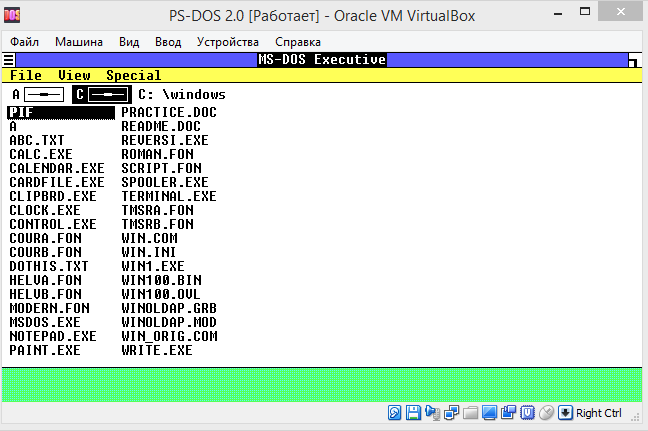 PS-DOS 2.0 [Работает] - Oracle VM VirtualBox
Файл Машина Вид Ввод Устройства Справка
MS-DOS Executive
File View Special
A C C: \windows
PIF PRACTICE.DOC
A README.DOC
ABC.TXT REVERSI.EXE
CALC.EXE ROMAN.FON
CALENDAR.EXE SCRIPT.FON
CARDFILE.EXE SPOOLER.EXE
CLIPBRD.EXE TERMINAL.EXE
CLOCK.EXE TMSRA.FON
CONTROL.EXE TMSRB.FON
COURA.FON WIN.COM
COURB.FON WIN.INI
DOTHIS.TXT WIN1.EXE
HELVA.FON WIN100.BIN
HELVB.FON WIN100.OVL
MODERN.FON WINOLDAP.GRB
MSDOS.EXE WINOLDAP.MOD
NOTEPAD.EXE WIN_ORIG.COM
PAINT.EXE WRITE.EXE
Right Ctrl